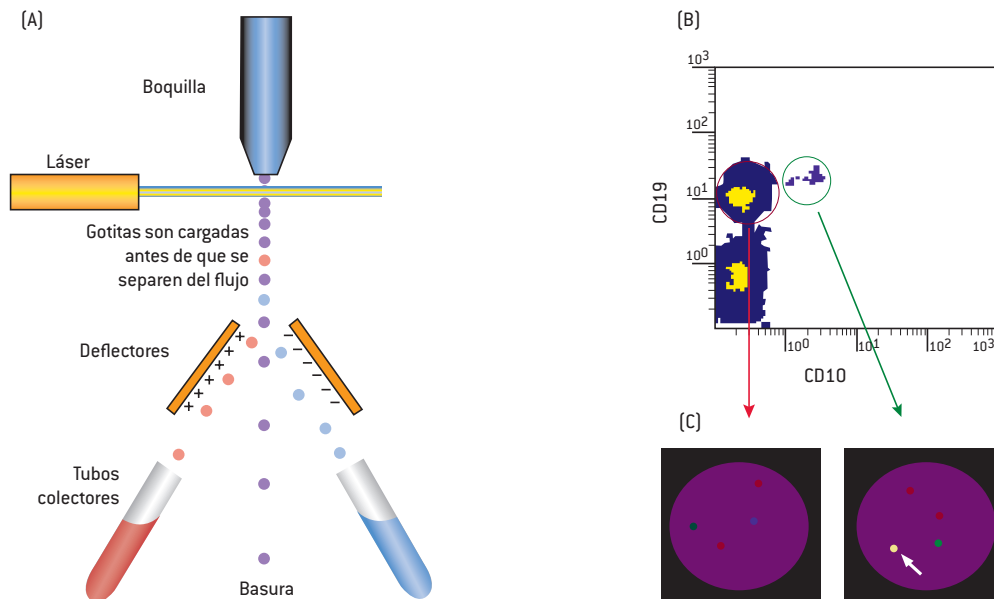 (A)
Boquilla
Láser
Gotitas son cargadas
antes de que se
separen del flujo
Deflectores
+ + + + + +
– – – – – –
Tubos
colectores
Basura
(B)
10³
10²
10¹
10⁰
CD19
10⁰ 10¹ 10² 10³
CD10
(C)